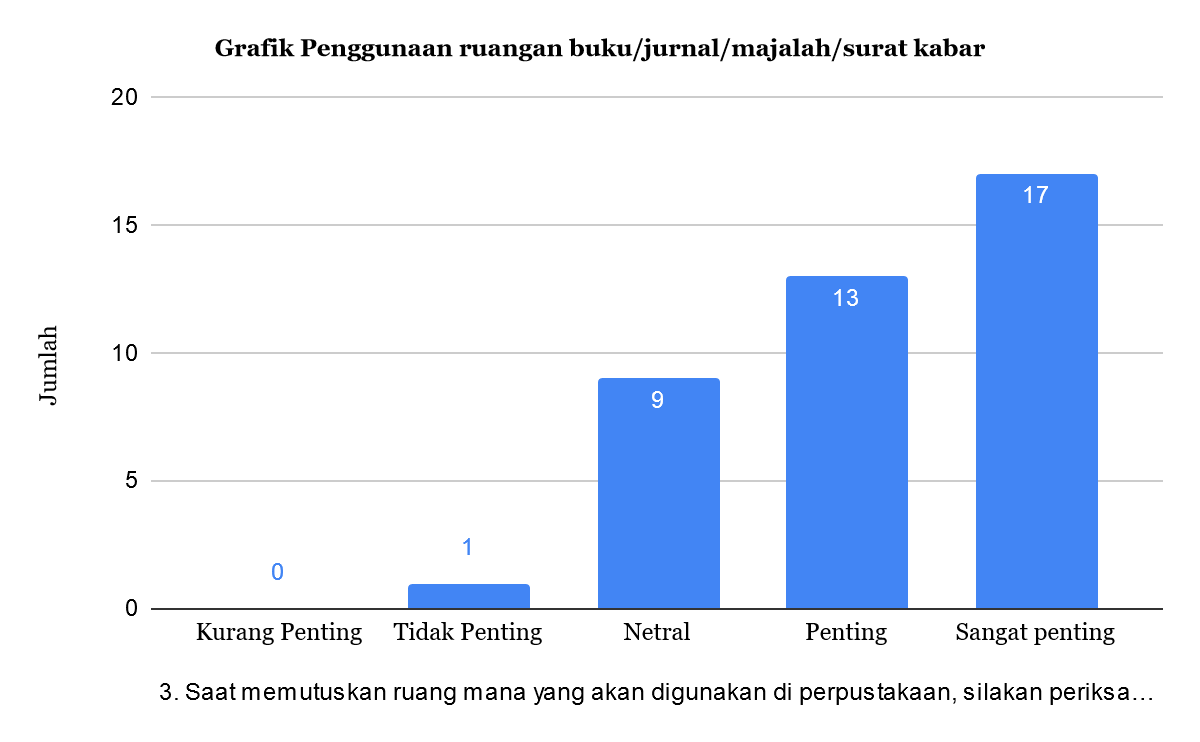 Grafik Penggunaan ruangan buku/jurnal/majalah/surat kabar
20
15
10
5
0
Jumlah
0
1
9
13
17
Kurang Penting
Tidak Penting
Netral
Penting
Sangat penting
3. Saat memutuskan ruang mana yang akan digunakan di perpustakaan, silakan periksa…